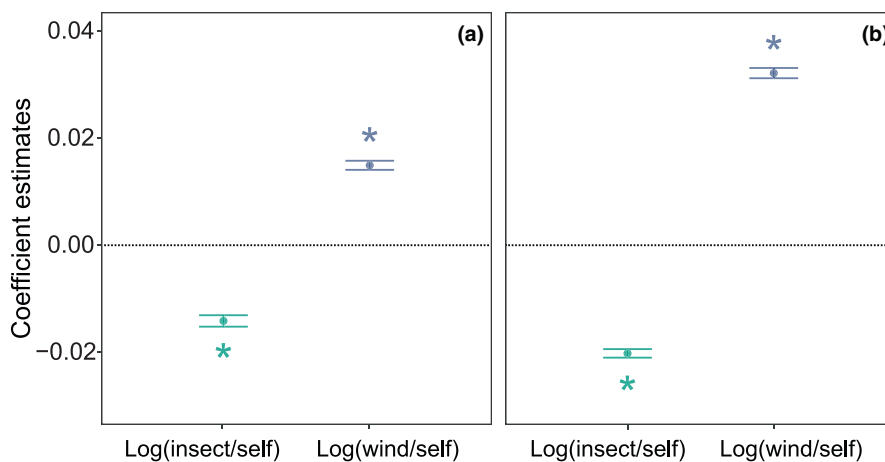 (a)
(b)
Coefficient estimates
0.04
0.02
0.00
−0.02
Log(insect/self)
Log(wind/self)
Log(insect/self)
Log(wind/self)
*
*
*
*